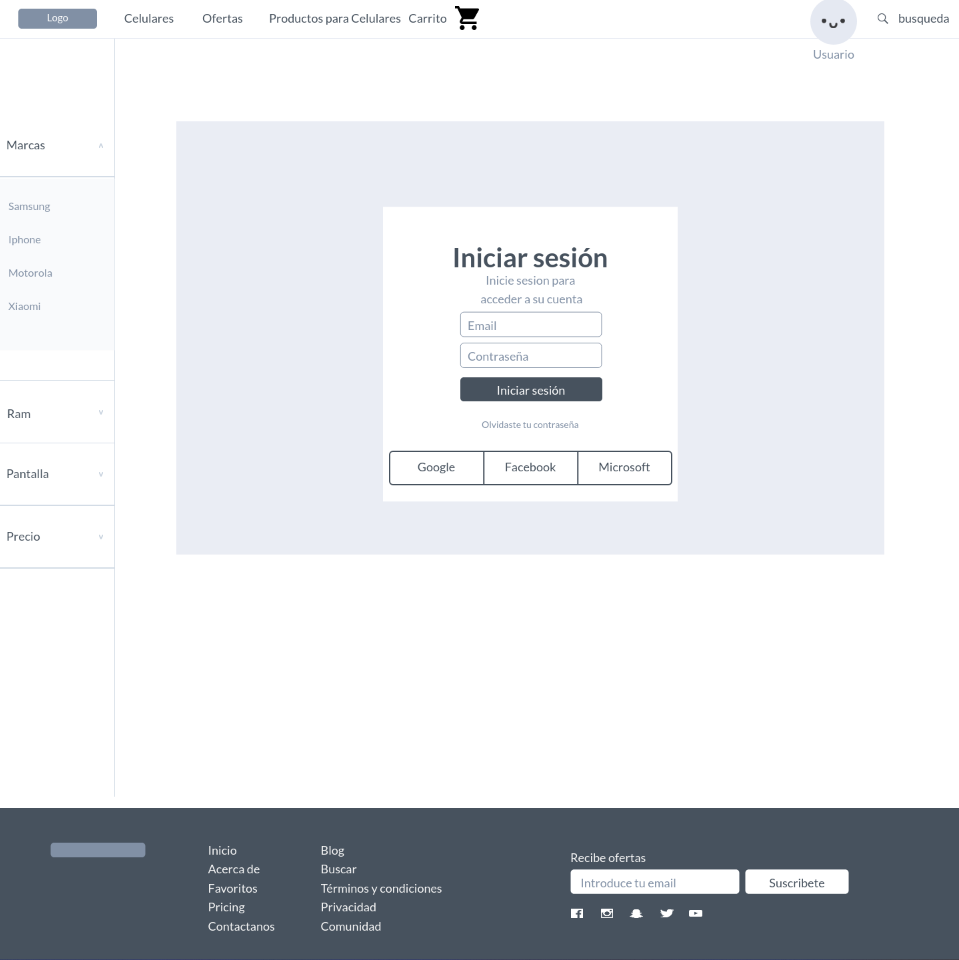 Logo
Celulares
Ofertas
Productos para Celulares
Carrito
busqueda
Usuario
Marcas
Samsung
Iphone
Motorola
Xiaomi
Ram
Pantalla
Precio
Iniciar sesión
Inicie sesion para
acceder a su cuenta
Email
Contraseña
Iniciar sesión
Olvidaste tu contraseña
Google
Facebook
Microsoft
Inicio
Acerca de
Favoritos
Pricing
Contactanos
Blog
Buscar
Términos y condiciones
Privacidad
Comunidad
Recibe ofertas
Introduce tu email
Suscribete